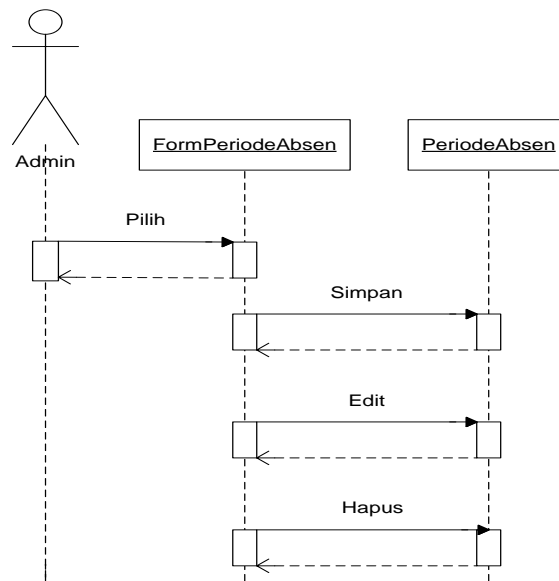 FormPeriodeAbsen
PeriodeAbsen
Admin
Pilih
Simpan
Edit
Hapus